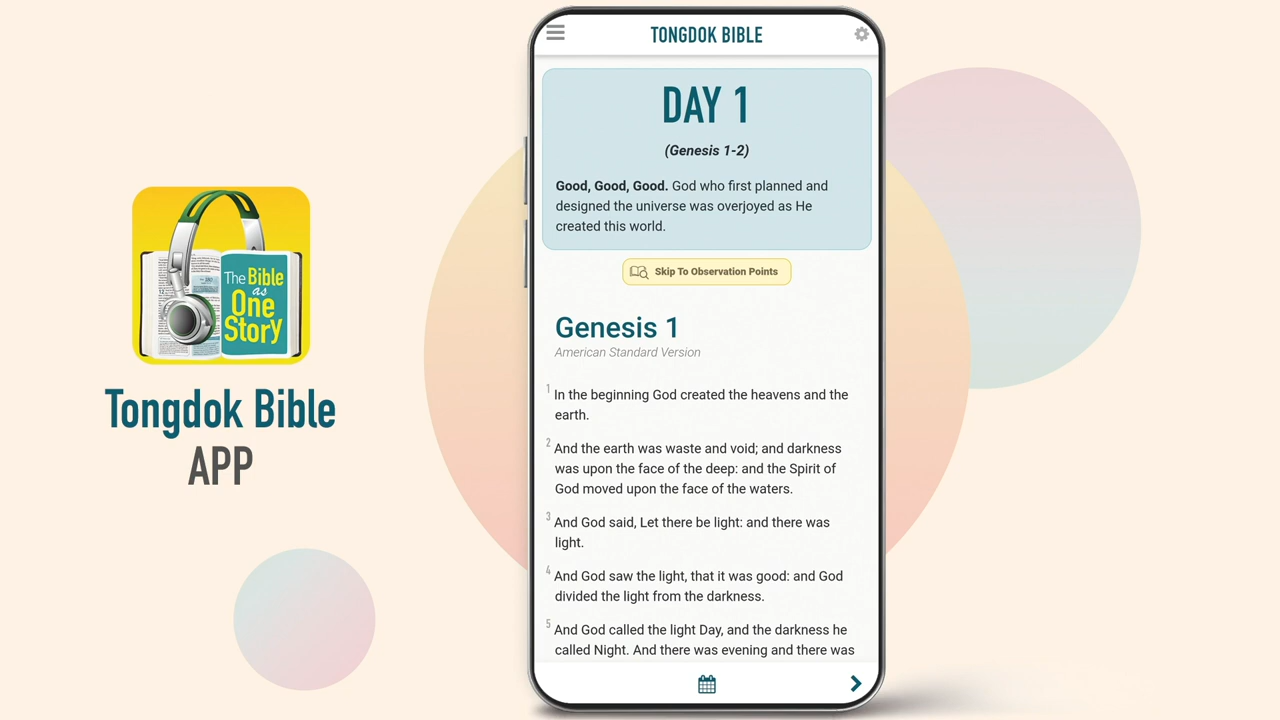 The Bible
as
One
Story
Tongdok Bible
APP
TONGDOK BIBLE
DAY 1
(Genesis 1-2)
Good, Good, Good. God who first planned and
designed the universe was overjoyed as He
created this world.
Skip To Observation Points
Genesis 1
American Standard Version
1 In the beginning God created the heavens and the
earth.
2 And the earth was waste and void; and darkness
was upon the face of the deep: and the Spirit of
God moved upon the face of the waters.
3 And God said, Let there be light: and there was
light.
4 And God saw the light, that it was good: and God
divided the light from the darkness.
5 And God called the light Day, and the darkness he
called Night. And there was evening and there was